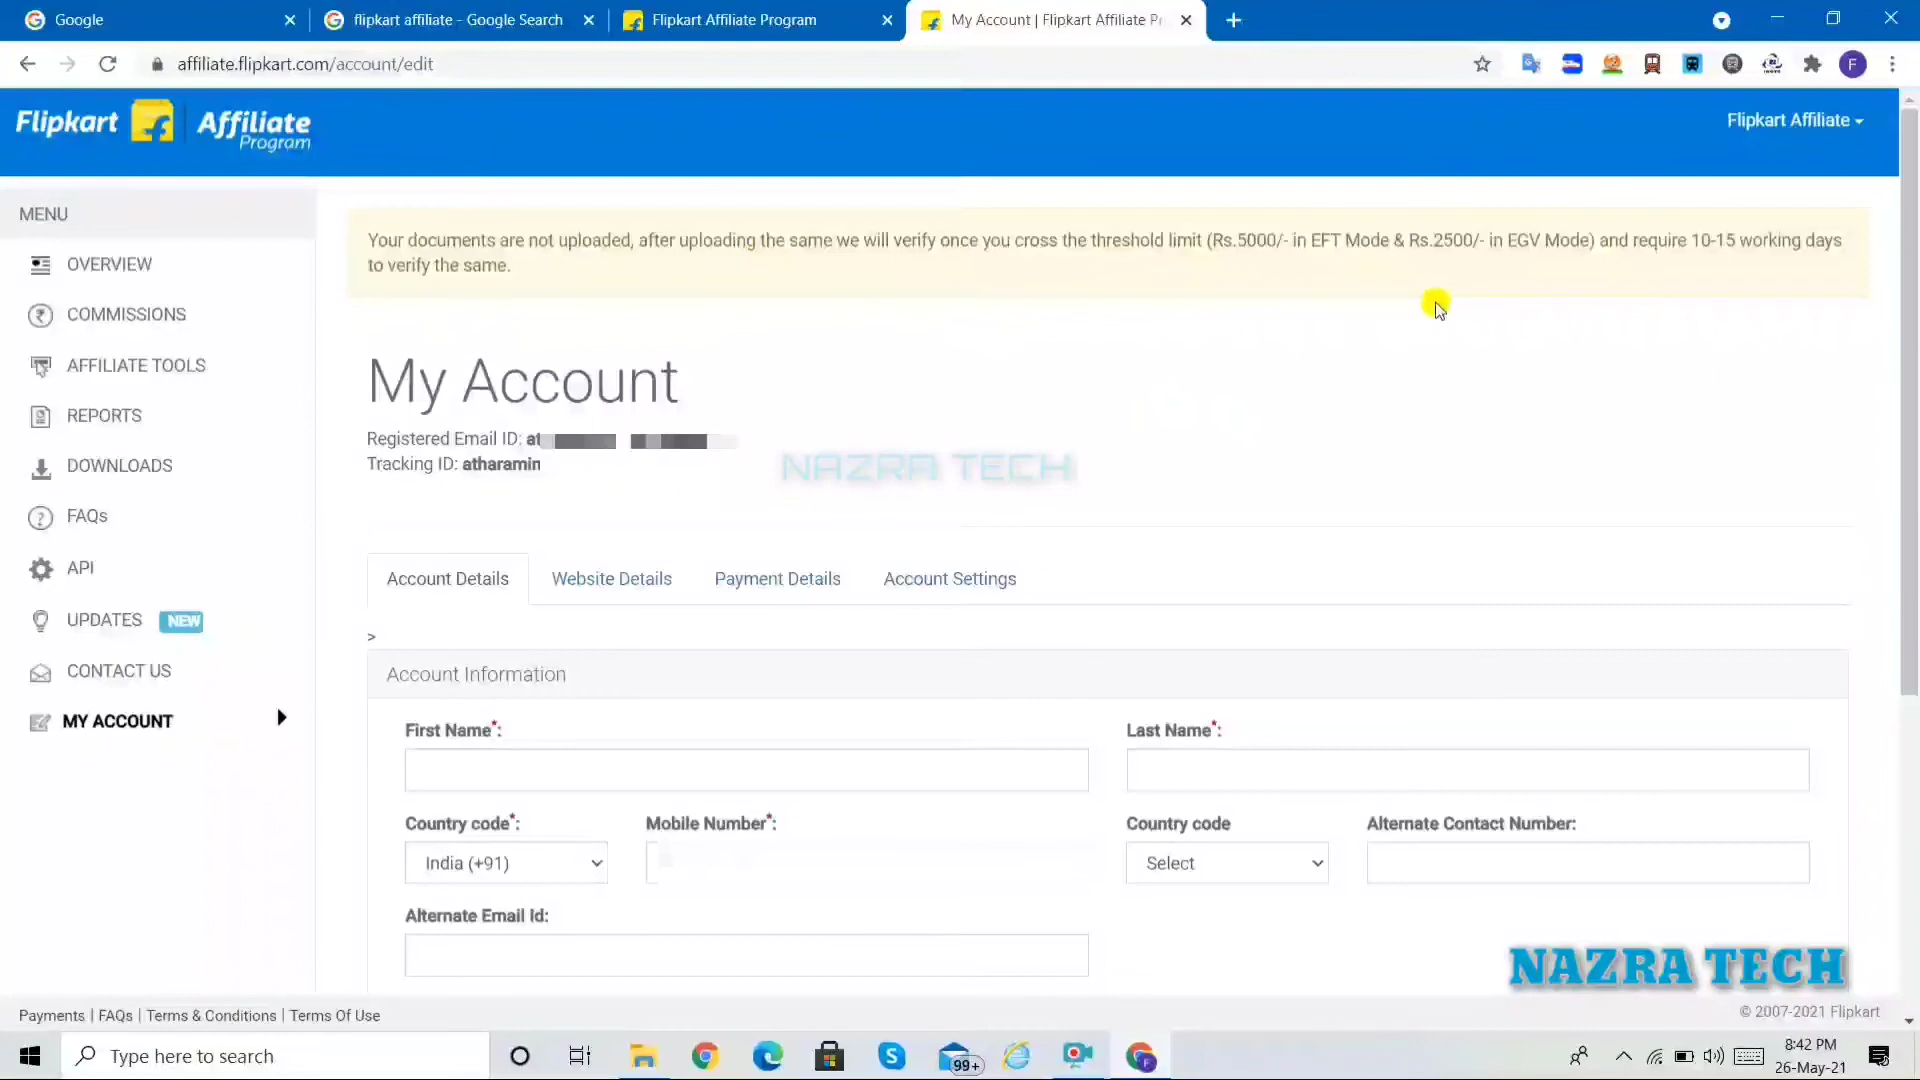 Google
flipkart affiliate - Google Search
Flipkart Affiliate Program
My Account | Flipkart Affiliate Pr
affiliate.flipkart.com/account/edit
F
Flipkart
Affiliate
Program
Flipkart Affiliate
MENU
OVERVIEW
COMMISSIONS
AFFILIATE TOOLS
REPORTS
DOWNLOADS
FAQs
API
UPDATES NEW
CONTACT US
MY ACCOUNT
Your documents are not uploaded, after uploading the same we will verify once you cross the threshold limit (Rs.5000/- in EFT Mode & Rs.2500/- in EGV Mode) and require 10-15 working days
to verify the same.
My Account
Registered Email ID: at
Tracking ID: atharamin
NAZRA TECH
Account Details Website Details Payment Details Account Settings
>
Account Information
First Name*: Last Name*:
Country code*: Mobile Number*: Country code Alternate Contact Number:
India (+91) Select
Alternate Email Id:
NAZRA TECH
Payments | FAQs | Terms & Conditions | Terms Of Use
© 2007-2021 Flipkart
Type here to search
99+
8:42 PM
26-May-21